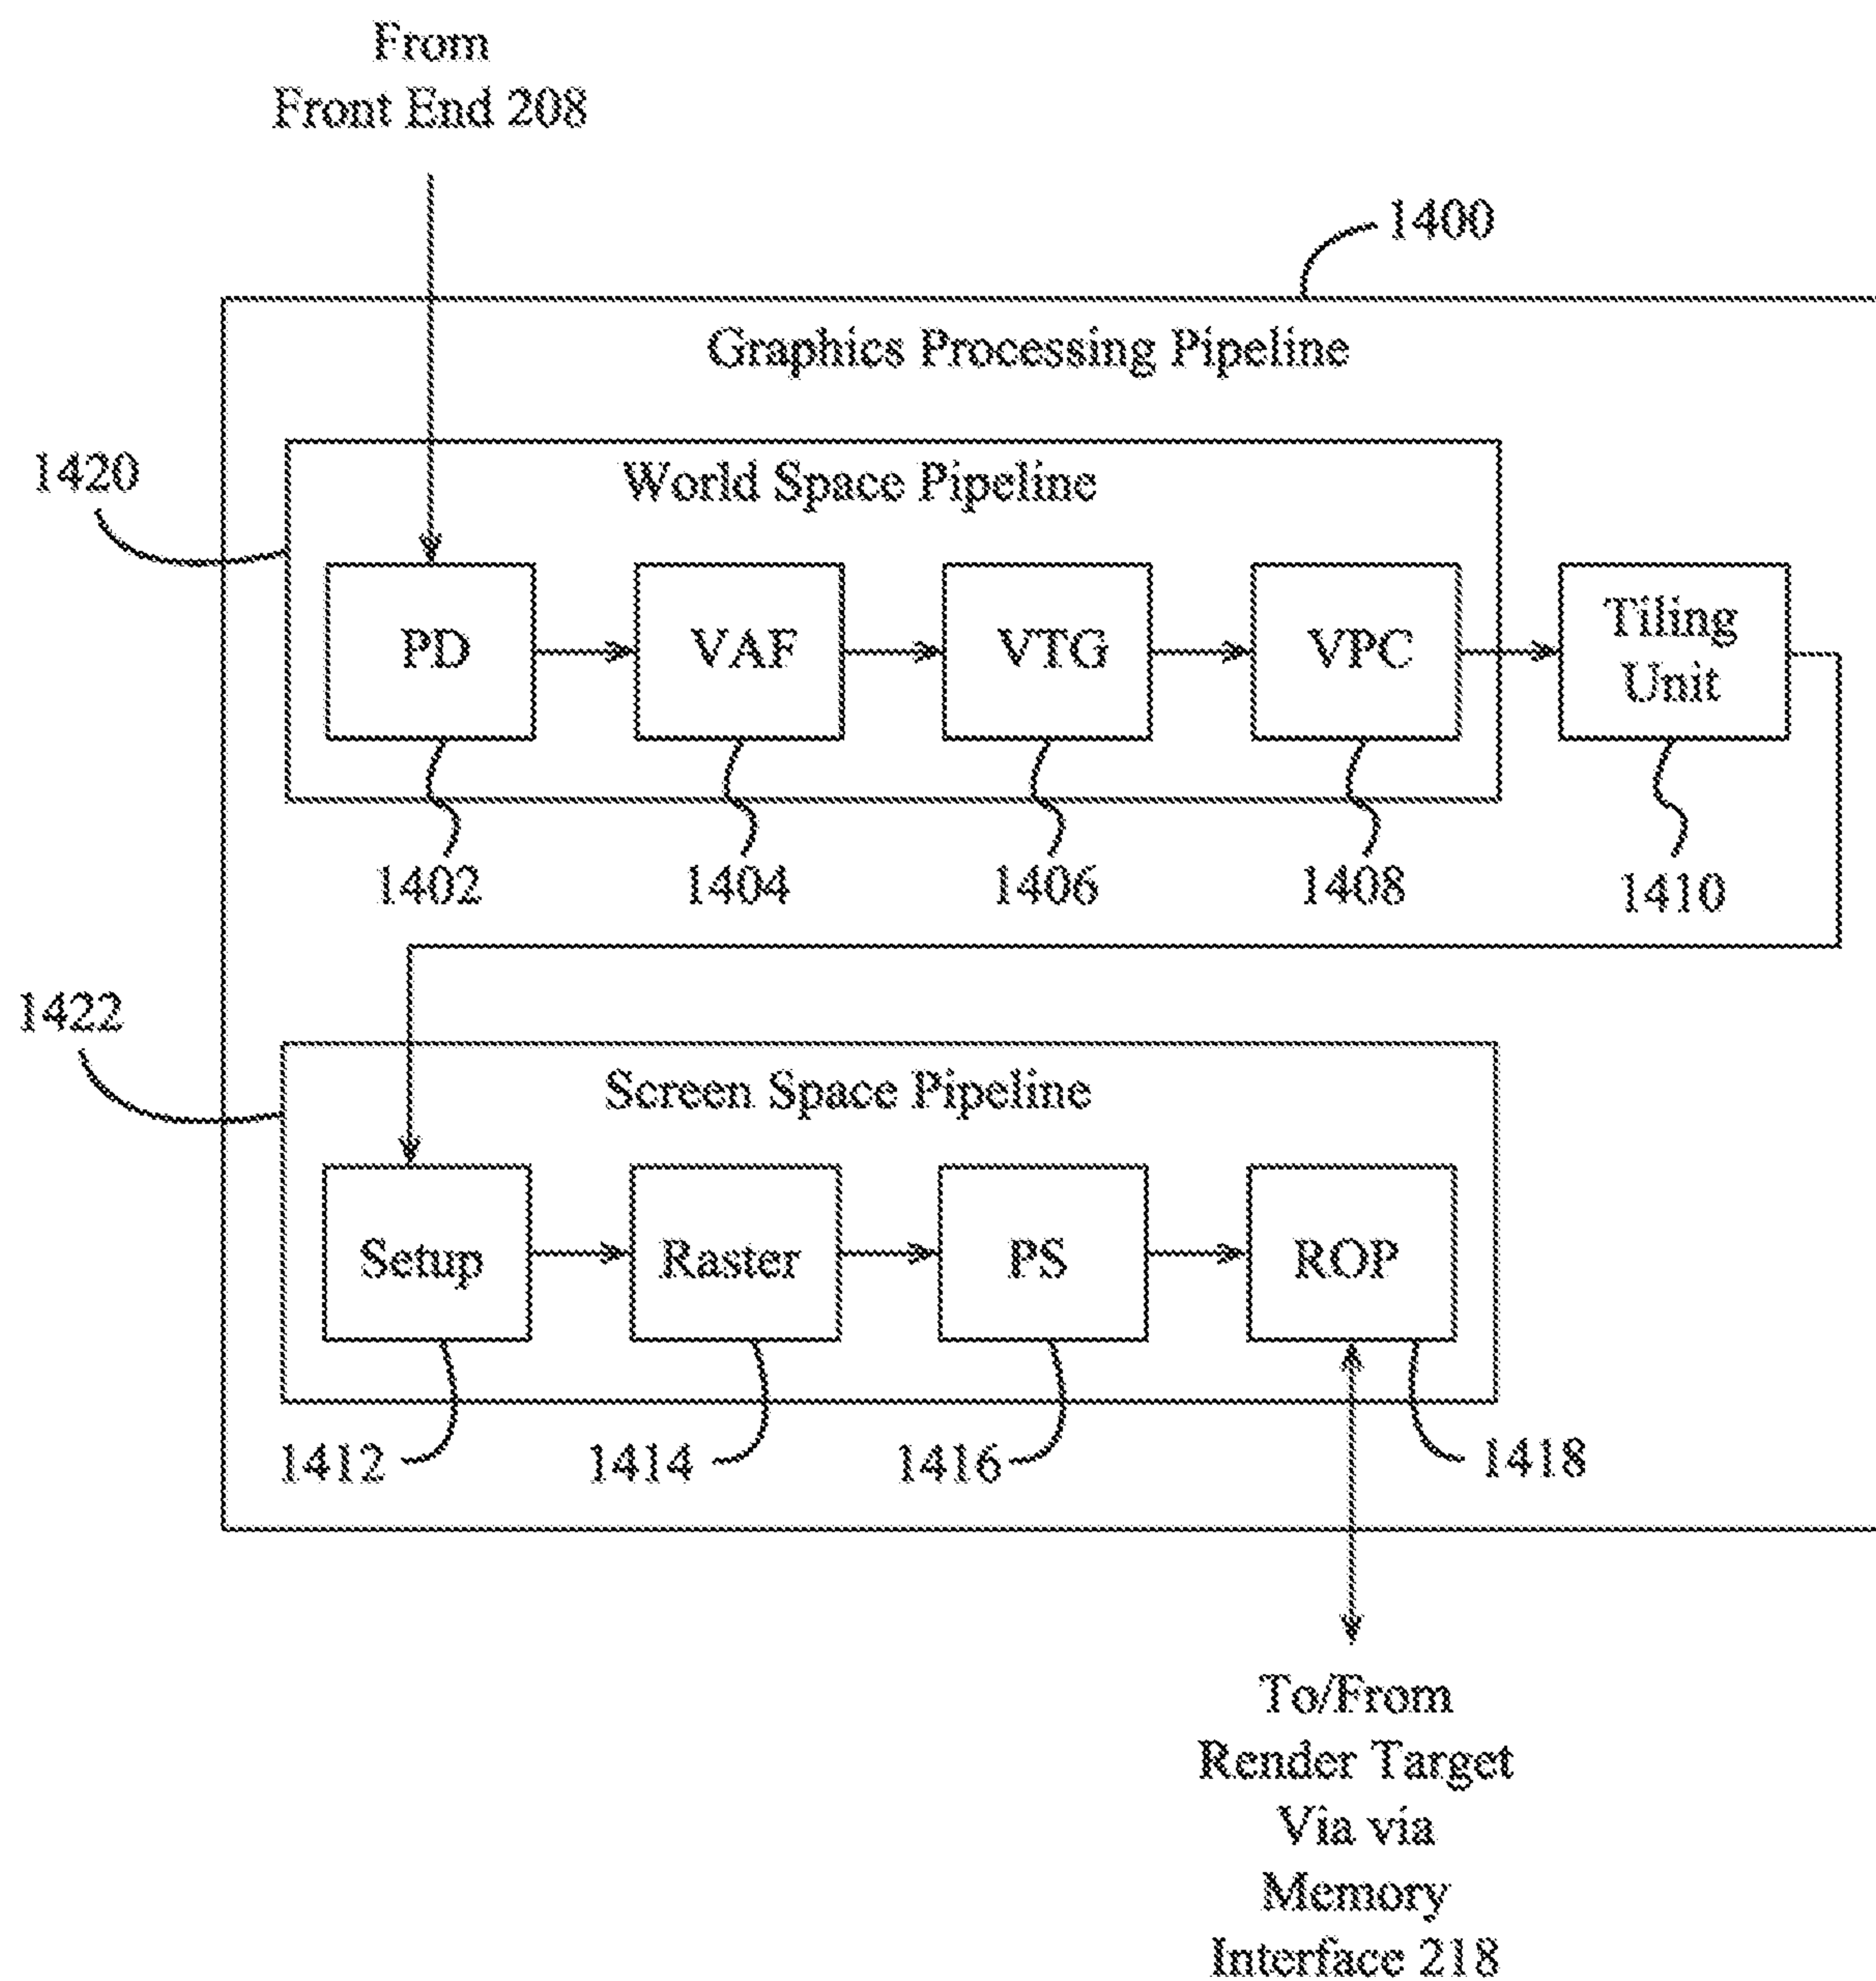 From
Front End 208
1400
Graphics Processing Pipeline
1420
World Space Pipeline
PD
VAF
VTG
VPC
Tiling
Unit
1402
1404
1406
1408
1410
1422
Screen Space Pipeline
Setup
Raster
PS
ROP
1412
1414
1416
1418
To/From
Render Target
Via via
Memory
Interface 218